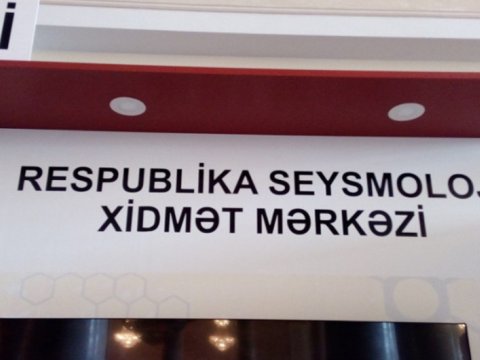 İ
RESPUBLİKA SEYSMOLOJ
XİDMƏT MƏRKƏZİ